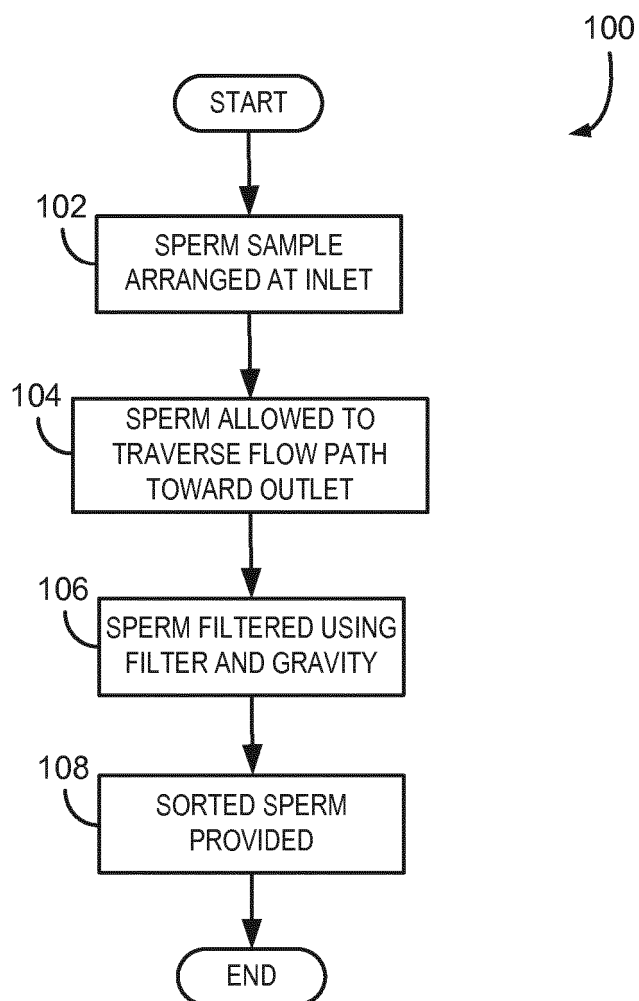 100
START
102
SPERM SAMPLE
ARRANGED AT INLET
104
SPERM ALLOWED TO
TRAVERSE FLOW PATH
TOWARD OUTLET
106
SPERM FILTERED USING
FILTER AND GRAVITY
108
SORTED SPERM
PROVIDED
END